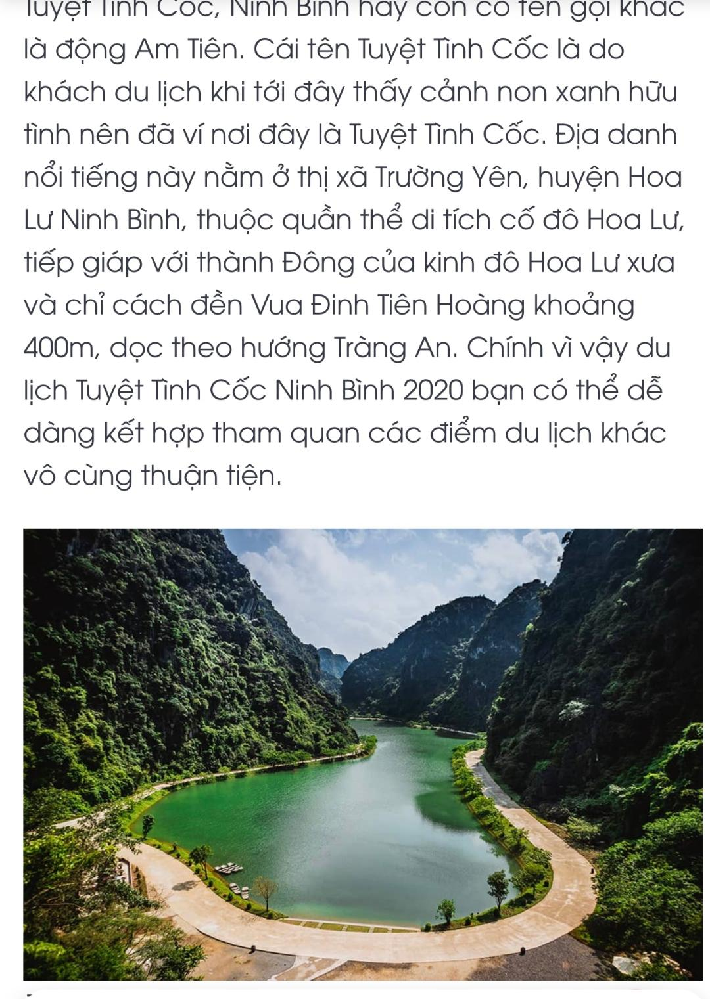 Tuyệt Tình Cốc, Ninh Bình hay còn có tên gọi khác
là động Am Tiên. Cái tên Tuyệt Tình Cốc là do
khách du lịch khi tới đây thấy cảnh non xanh hữu
tình nên đã ví nơi đây là Tuyệt Tình Cốc. Địa danh
nổi tiếng này nằm ở thị xã Trường Yên, huyện Hoa
Lư Ninh Bình, thuộc quần thể di tích cố đô Hoa Lư,
tiếp giáp với thành Đông của kinh đô Hoa Lư xưa
và chỉ cách đền Vua Đinh Tiên Hoàng khoảng
400m, dọc theo hướng Tràng An. Chính vì vậy du
lịch Tuyệt Tình Cốc Ninh Bình 2020 bạn có thể dễ
dàng kết hợp tham quan các điểm du lịch khác
vô cùng thuận tiện.